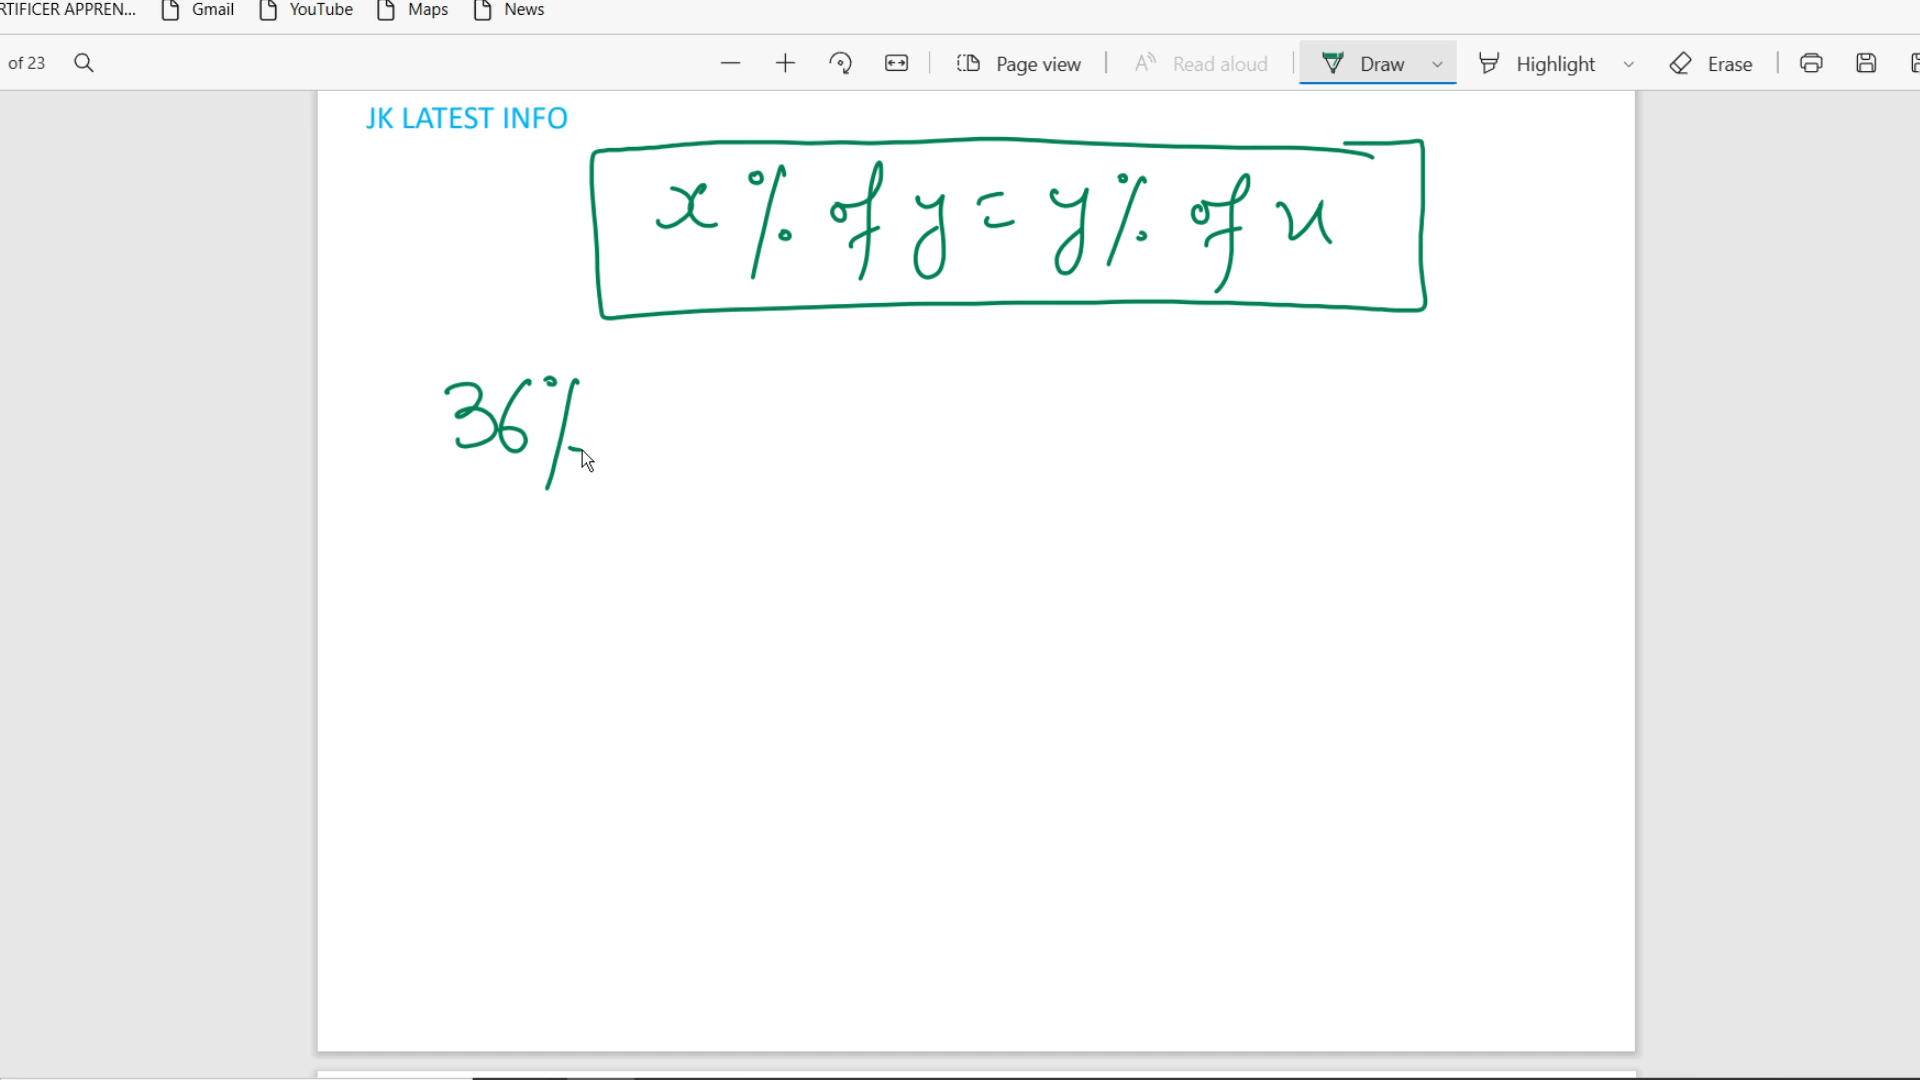 RTIFICER APPREN... Gmail YouTube Maps News
of 23 Page view Read aloud Draw Highlight Erase
JK LATEST INFO
x % of y = y % of x
36%